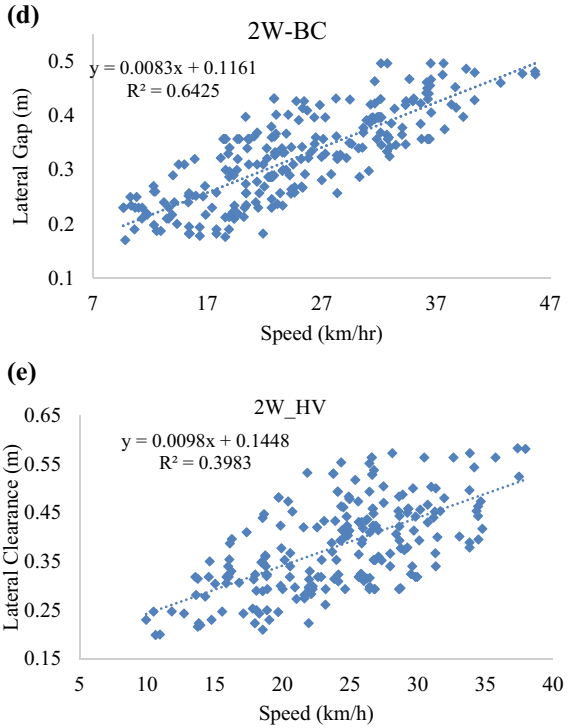 (d)
2W-BC
y = 0.0083x + 0.1161
R² = 0.6425
Lateral Gap (m)
0.5
0.4
0.3
0.2
0.1
7 17 27 37 47
Speed (km/hr)
(e)
2W_HV
y = 0.0098x + 0.1448
R² = 0.3983
Lateral Clearance (m)
0.65
0.55
0.45
0.35
0.25
0.15
5 10 15 20 25 30 35 40
Speed (km/h)